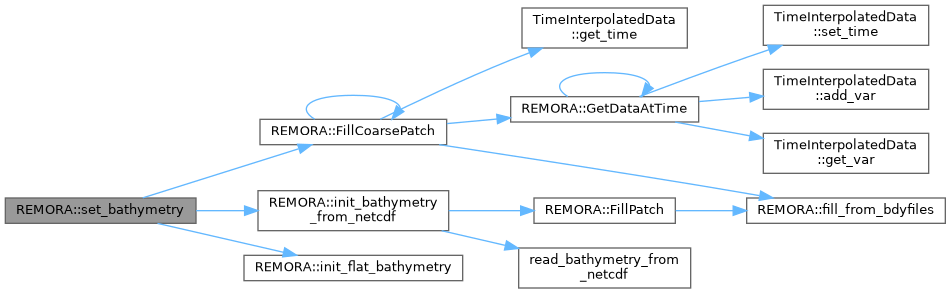 TimeInterpolatedData
::get_time
TimeInterpolatedData
::set_time
REMORA::GetDataAtTime
TimeInterpolatedData
::add_var
REMORA::FillCoarsePatch
TimeInterpolatedData
::get_var
REMORA::set_bathymetry
REMORA::init_bathymetry
_from_netcdf
REMORA::FillPatch
REMORA::fill_from_bdyfiles
REMORA::init_flat_bathymetry
read_bathymetry_from
_netcdf